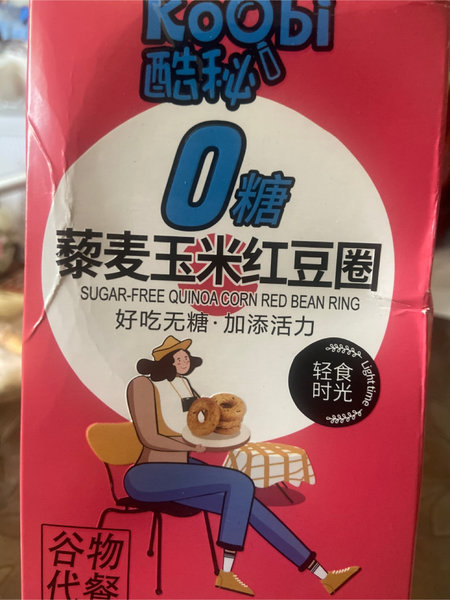 KoObi
酷秘
0糖
藜麦玉米红豆圈
SUGAR-FREE QUINOA CORN RED BEAN RING
好吃无糖·加添活力
轻食
时光
Light time
谷物
代餐